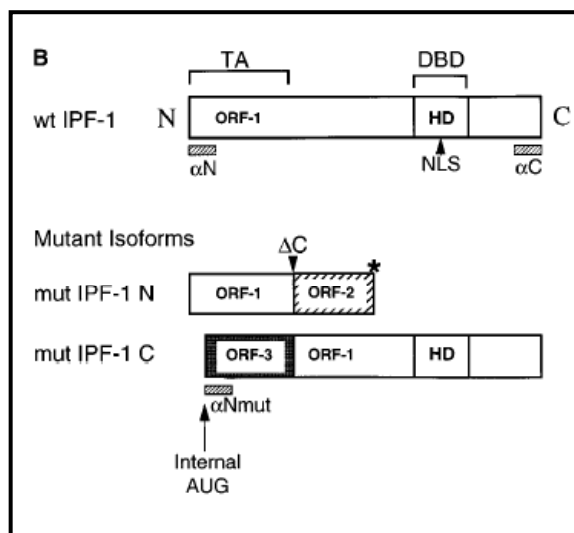 B
TA DBD
wt IPF-1 N ORF-1 HD C
αN NLS αC
Mutant Isoforms
ΔC
mut IPF-1 N ORF-1 ORF-2 *
mut IPF-1 C ORF-3 ORF-1 HD
αNmut
Internal
AUG